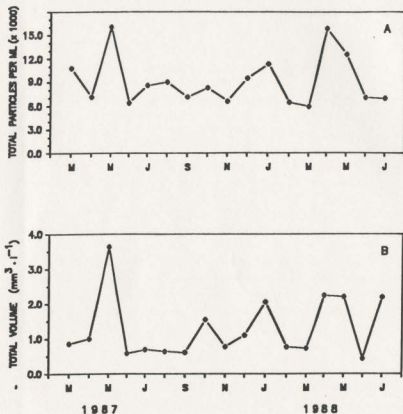 TOTAL PARTICLES PER ML (x 1000)
15.0
12.0
9.0
6.0
3.0
0.0
A
M M J S N J M M J
TOTAL VOLUME (mm³·l⁻¹)
4.0
3.0
2.0
1.0
0.0
B
M M J S N J M M J
1987 1988